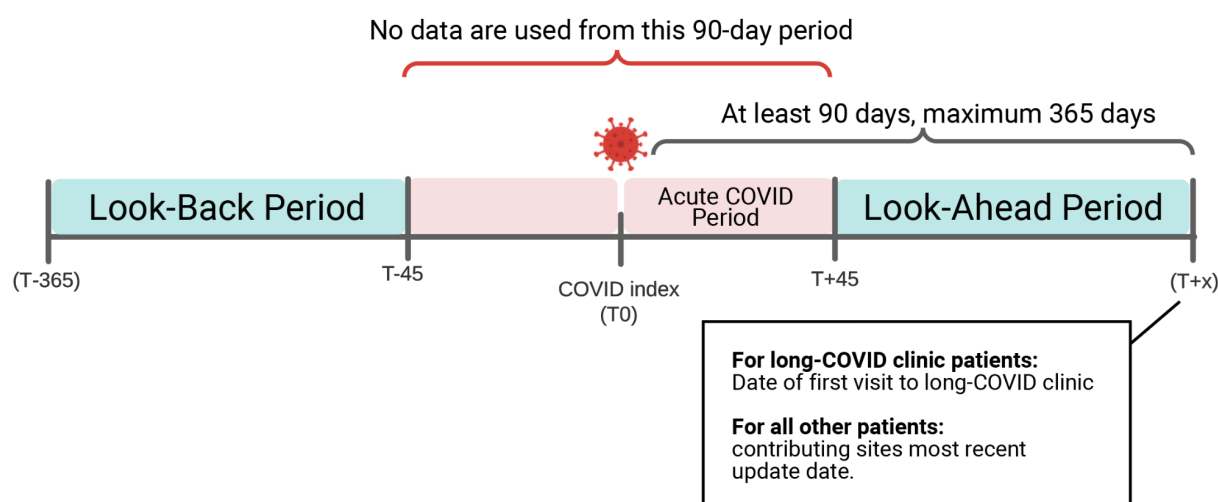 No data are used from this 90-day period
At least 90 days, maximum 365 days
Look-Back Period
Acute COVID
Period
Look-Ahead Period
(T-365)
T-45
COVID index
(T0)
T+45
(T+x)
For long-COVID clinic patients:
Date of first visit to long-COVID clinic
For all other patients:
contributing sites most recent
update date.